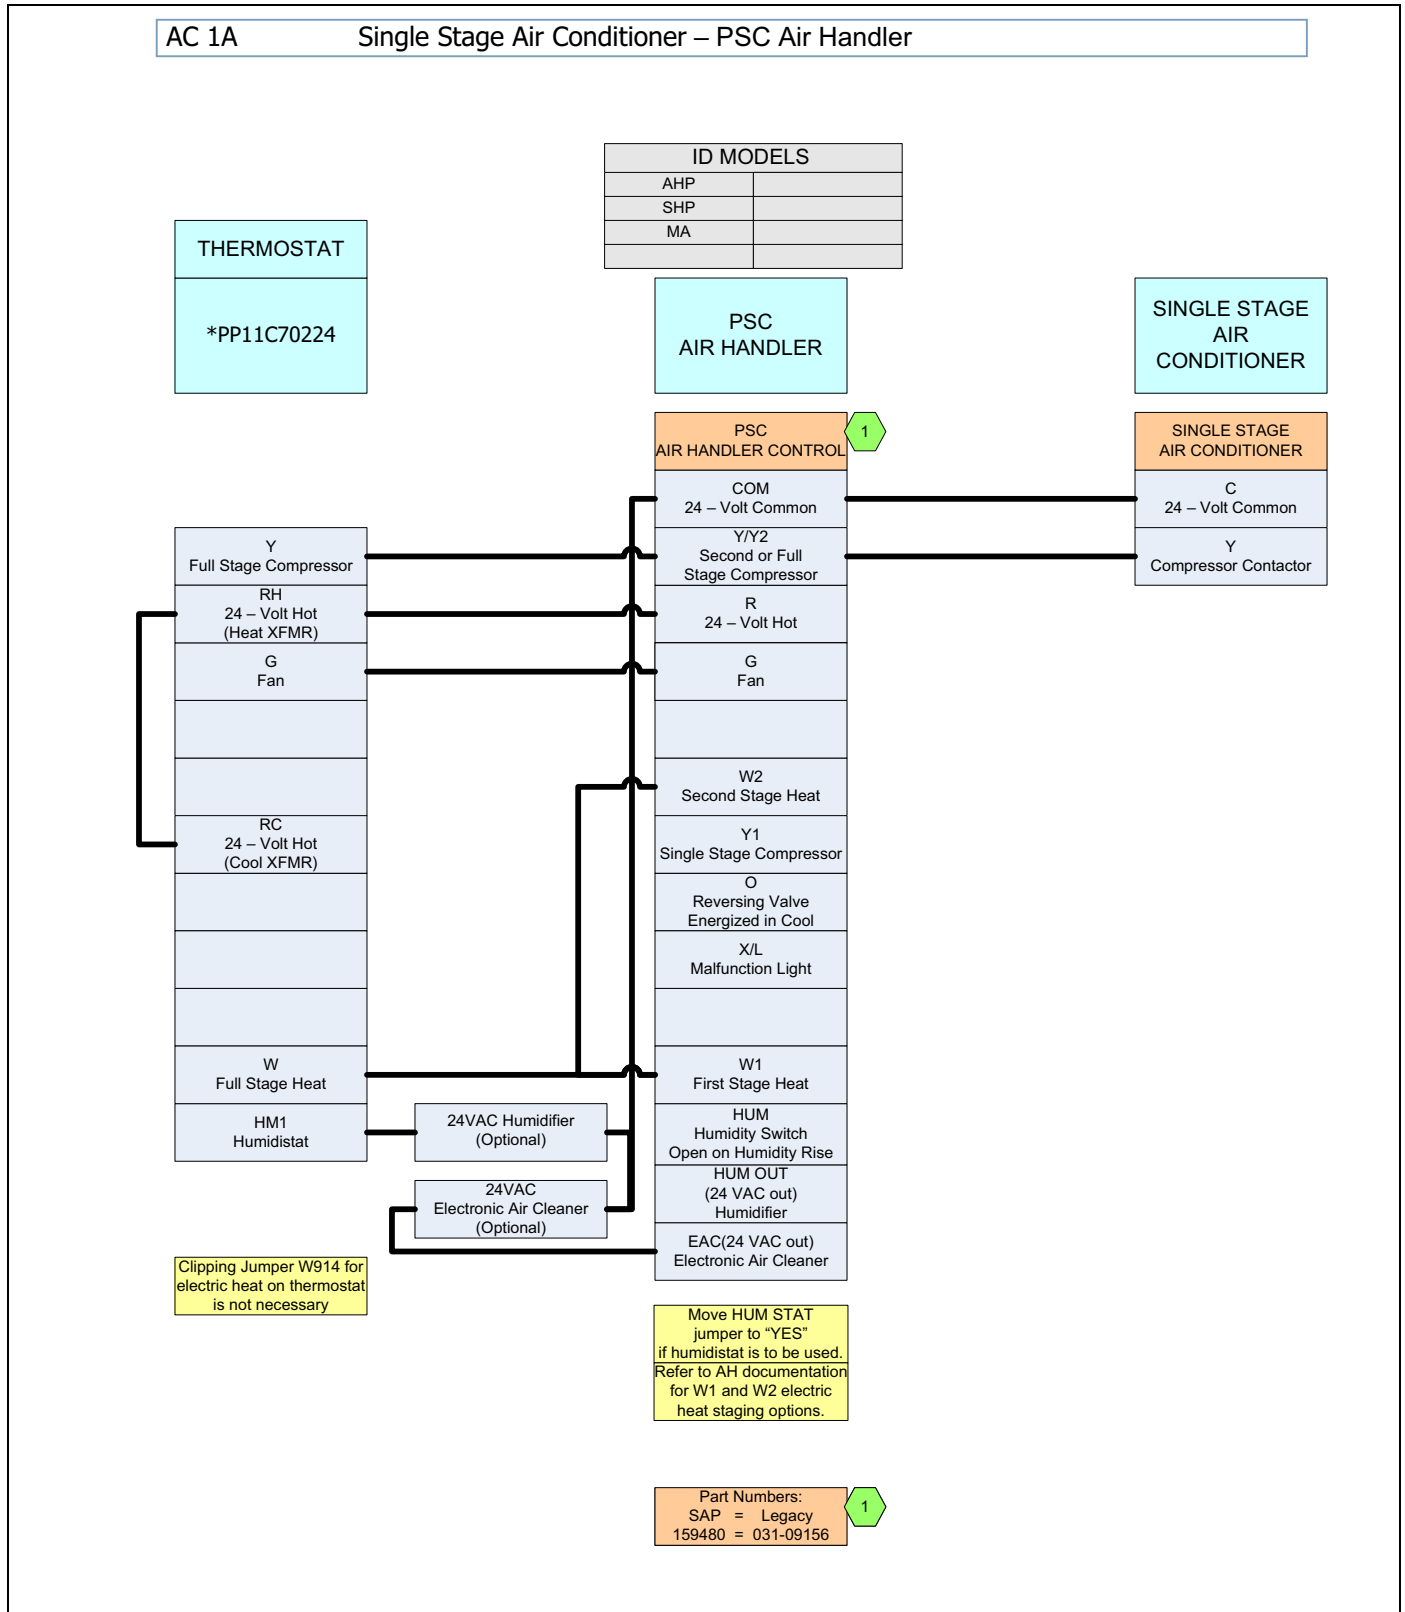 AC 1A Single Stage Air Conditioner – PSC Air Handler
ID MODELS
AHP
SHP
MA
THERMOSTAT
*PP11C70224
PSC
AIR HANDLER
SINGLE STAGE
AIR
CONDITIONER
PSC
AIR HANDLER CONTROL
1
SINGLE STAGE
AIR CONDITIONER
COM
24 – Volt Common
C
24 – Volt Common
Y
Full Stage Compressor
Y/Y2
Second or Full
Stage Compressor
Y
Compressor Contactor
RH
24 – Volt Hot
(Heat XFMR)
R
24 – Volt Hot
G
Fan
G
Fan
W2
Second Stage Heat
RC
24 – Volt Hot
(Cool XFMR)
Y1
Single Stage Compressor
O
Reversing Valve
Energized in Cool
X/L
Malfunction Light
W
Full Stage Heat
W1
First Stage Heat
HM1
Humidistat
24VAC Humidifier
(Optional)
HUM
Humidity Switch
Open on Humidity Rise
24VAC
Electronic Air Cleaner
(Optional)
HUM OUT
(24 VAC out)
Humidifier
EAC(24 VAC out)
Electronic Air Cleaner
Clipping Jumper W914 for
electric heat on thermostat
is not necessary
Move HUM STAT
jumper to “YES”
if humidistat is to be used.
Refer to AH documentation
for W1 and W2 electric
heat staging options.
Part Numbers:
SAP = Legacy
159480 = 031-09156
1